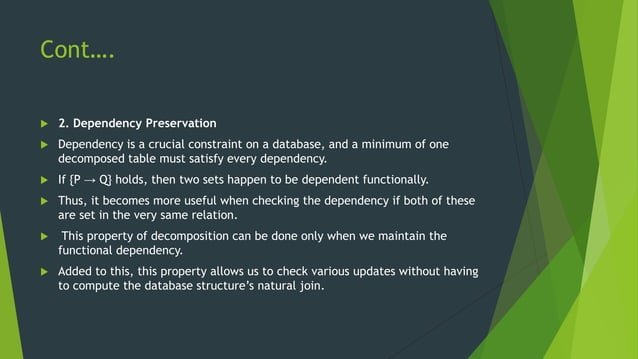 Cont….
2. Dependency Preservation
Dependency is a crucial constraint on a database, and a minimum of one
decomposed table must satisfy every dependency.
If {P → Q} holds, then two sets happen to be dependent functionally.
Thus, it becomes more useful when checking the dependency if both of these
are set in the very same relation.
This property of decomposition can be done only when we maintain the
functional dependency.
Added to this, this property allows us to check various updates without having
to compute the database structure’s natural join.